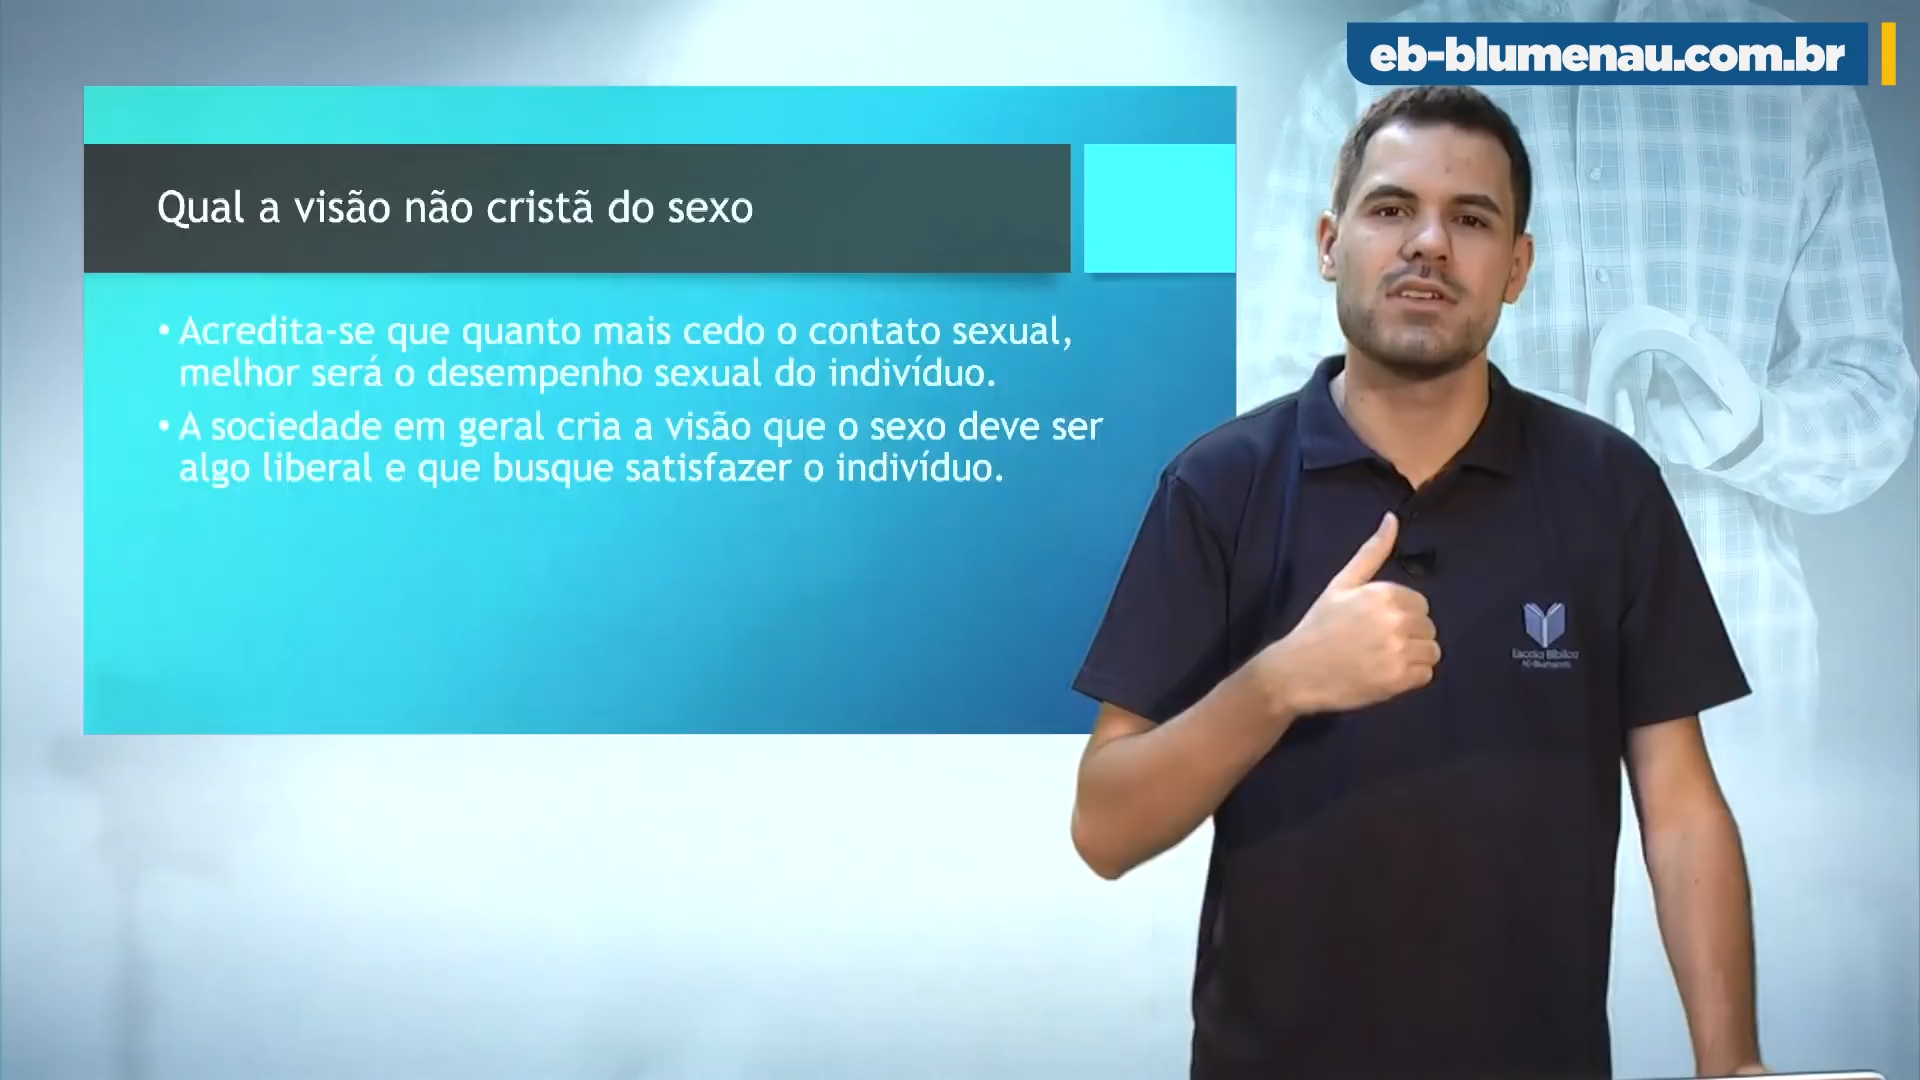 eb-blumenau.com.br
Qual a visão não cristã do sexo
• Acredita-se que quanto mais cedo o contato sexual,
melhor será o desempenho sexual do indivíduo.
• A sociedade em geral cria a visão que o sexo deve ser
algo liberal e que busque satisfazer o indivíduo.
Escola Bíblica